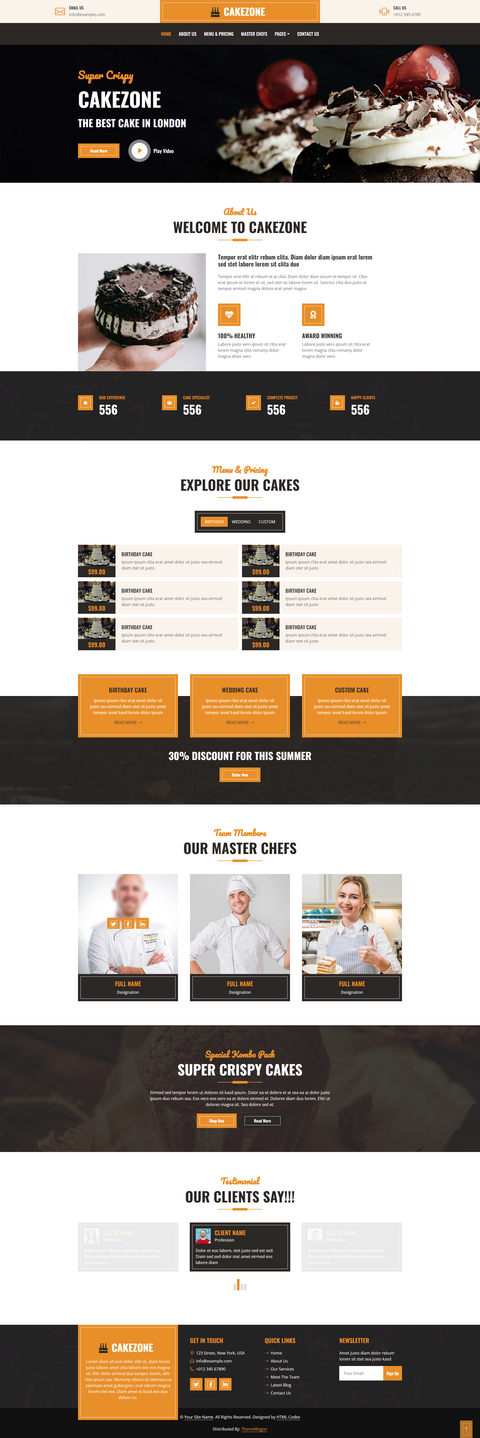 EMAIL US
info@example.com
CAKEZONE
CALL US
+012 345 6789
HOME ABOUT US MENU & PRICING MASTER CHEFS PAGES CONTACT US
Super Crispy
CAKEZONE
THE BEST CAKE IN LONDON
Read More
Play Video
About Us
WELCOME TO CAKEZONE
Tempor erat elitr rebum clita. Diam dolor diam ipsum erat lorem
sed stet labore lorem sit clita duo
Tempor erat elitr at rebum at at clita. Diam dolor diam ipsum et tempor sit. Clita
erat ipsum et lorem et sit, sed stet no labore lorem sit. Sanctus clita duo justo et
tempor eirmod magna dolore erat amet magna
100% HEALTHY
Labore justo vero ipsum sit clita erat
lorem magna clita nonumy dolor
magna dolor vero
AWARD WINNING
Labore justo vero ipsum sit clita erat
lorem magna clita nonumy dolor
magna dolor vero
OUR EXPERIENCE
556
CAKE SPECIALIST
556
COMPLETE PROJECT
556
HAPPY CLIENTS
556
Menu & Pricing
EXPLORE OUR CAKES
BIRTHDAY WEDDING CUSTOM
$99.00
BIRTHDAY CAKE
Ipsum ipsum clita erat amet dolor sit justo sea eirmod
diam stet sit justo
$99.00
BIRTHDAY CAKE
Ipsum ipsum clita erat amet dolor sit justo sea eirmod
diam stet sit justo
$99.00
BIRTHDAY CAKE
Ipsum ipsum clita erat amet dolor sit justo sea eirmod
diam stet sit justo
$99.00
BIRTHDAY CAKE
Ipsum ipsum clita erat amet dolor sit justo sea eirmod
diam stet sit justo
$99.00
BIRTHDAY CAKE
Ipsum ipsum clita erat amet dolor sit justo sea eirmod
diam stet sit justo
$99.00
BIRTHDAY CAKE
Ipsum ipsum clita erat amet dolor sit justo sea eirmod
diam stet sit justo
BIRTHDAY CAKE
Ipsum ipsum clita erat amet dolor sit
justo sea eirmod diam stet sit justo amet
tempor amet kasd lorem dolor ipsum
READ MORE
WEDDING CAKE
Ipsum ipsum clita erat amet dolor sit
justo sea eirmod diam stet sit justo amet
tempor amet kasd lorem dolor ipsum
READ MORE
CUSTOM CAKE
Ipsum ipsum clita erat amet dolor sit
justo sea eirmod diam stet sit justo amet
tempor amet kasd lorem dolor ipsum
READ MORE
30% DISCOUNT FOR THIS SUMMER
Order Now
Team Members
OUR MASTER CHEFS
FULL NAME
Designation
FULL NAME
Designation
FULL NAME
Designation
Special Kombo Pack
SUPER CRISPY CAKES
Eirmod sed tempor lorem ut dolores sit kasd ipsum. Dolor ea et dolore et at sea ea at dolor justo
ipsum duo rebum sea. Eos vero eos vero ea et dolore eirmod et. Dolores diam duo lorem. Elitr ut
dolores magna sit. Sea dolore sed et.
Shop Now
Read More
Testimonial
OUR CLIENTS SAY!!!
CLIENT NAME
Profession
Dolor et eos labore, stet justo sed est sed.
Diam sed sed dolor stet amet eirmod eos
labore diam
CLIENT NAME
Profession
Dolor et eos labore, stet justo sed est sed.
Diam sed sed dolor stet amet eirmod eos
labore diam
CLIENT NAME
Profession
Dolor et eos labore, stet justo sed est sed.
Diam sed sed dolor stet amet eirmod eos
labore diam
CAKEZONE
Lorem diam sit erat dolor elitr et, diam lorem
justo labore amet clita labore stet eos magna
sit. Elitr dolor eirmod duo tempor lorem, elitr
clita ipsum sea. Nonumy rebum et takimata ea
takimata amet gubergren, erat rebum magna
lorem stet eos. Diam amet et kasd eos duo
dolore no.
GET IN TOUCH
123 Street, New York, USA
info@example.com
+012 345 67890
QUICK LINKS
Home
About Us
Our Services
Meet The Team
Latest Blog
Contact Us
NEWSLETTER
Amet justo diam dolor rebum
lorem sit stet sea justo kasd
Your Email
Sign Up
© Your Site Name. All Rights Reserved. Designed by HTML Codex
Distributed By: ThemeWagon